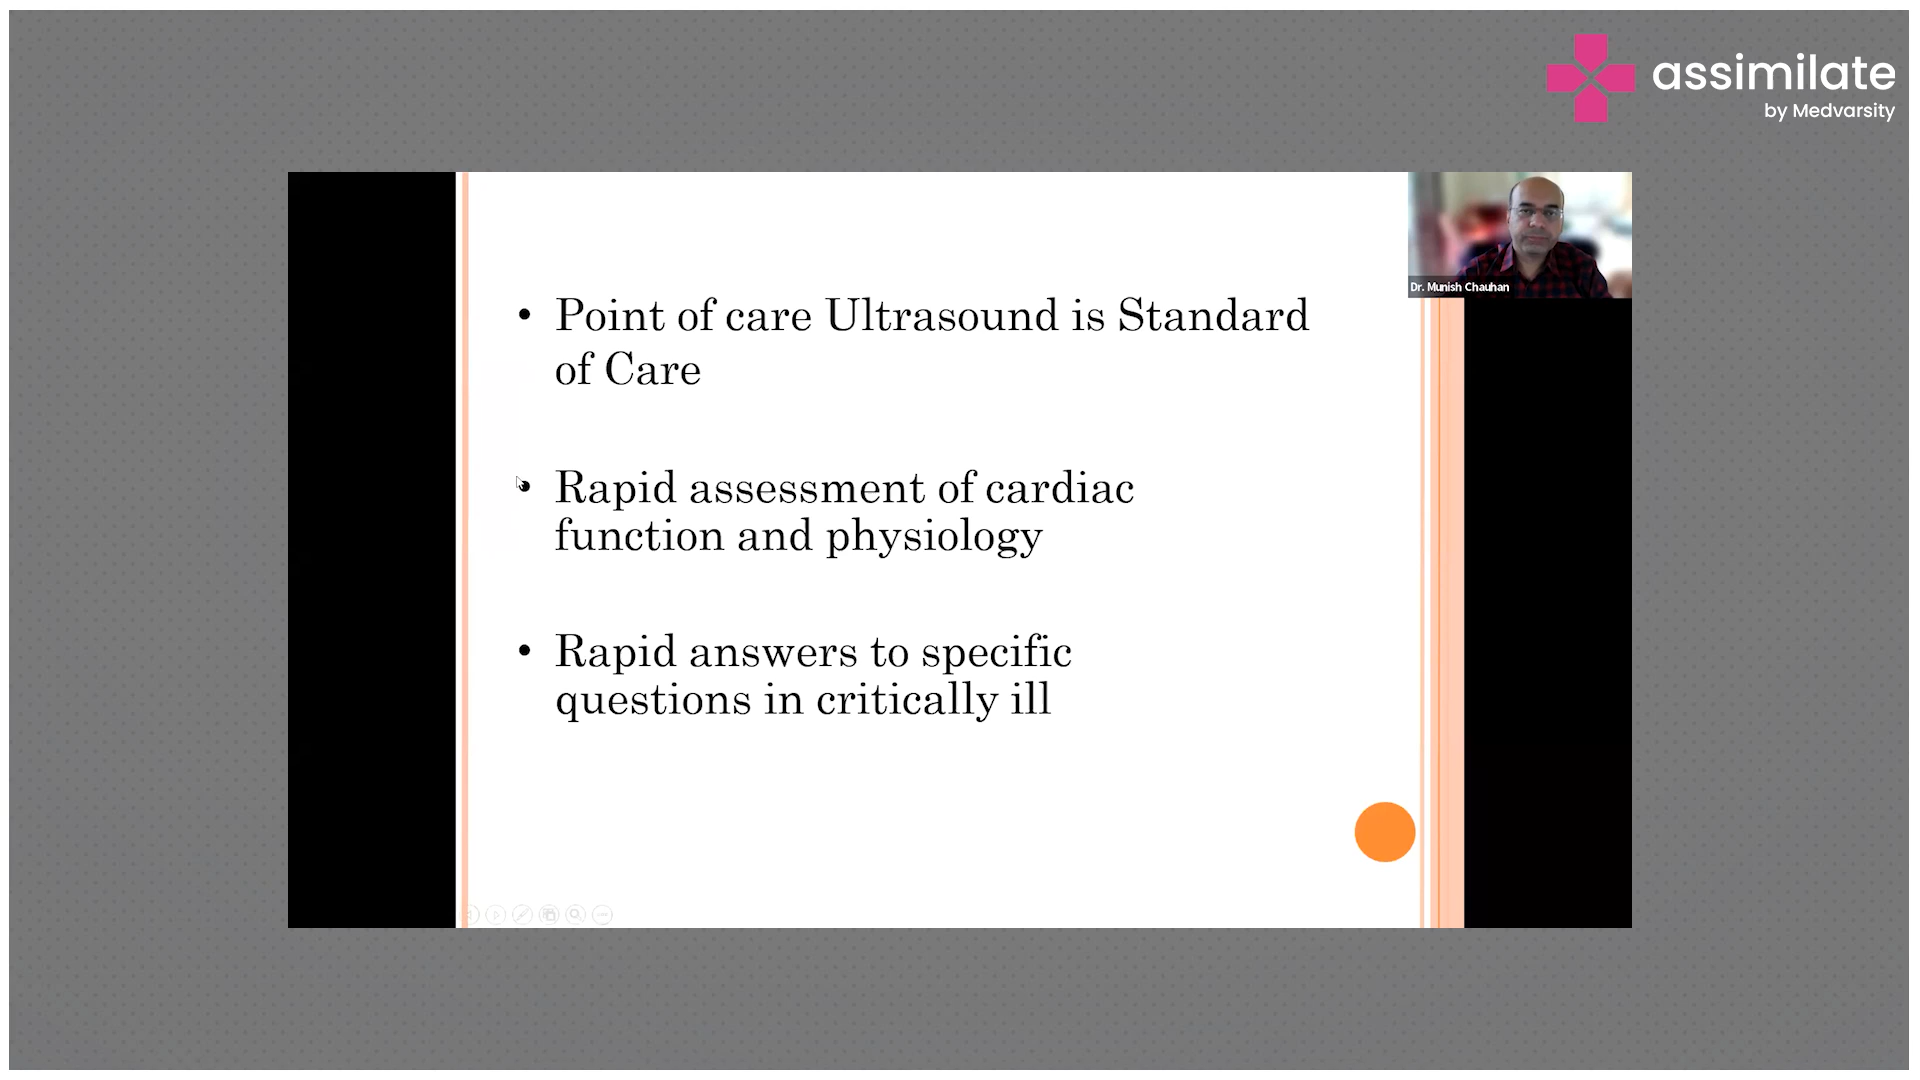 assimilate
by Medvarsity
Dr. Munish Chauhan
• Point of care Ultrasound is Standard
of Care
• Rapid assessment of cardiac
function and physiology
• Rapid answers to specific
questions in critically ill